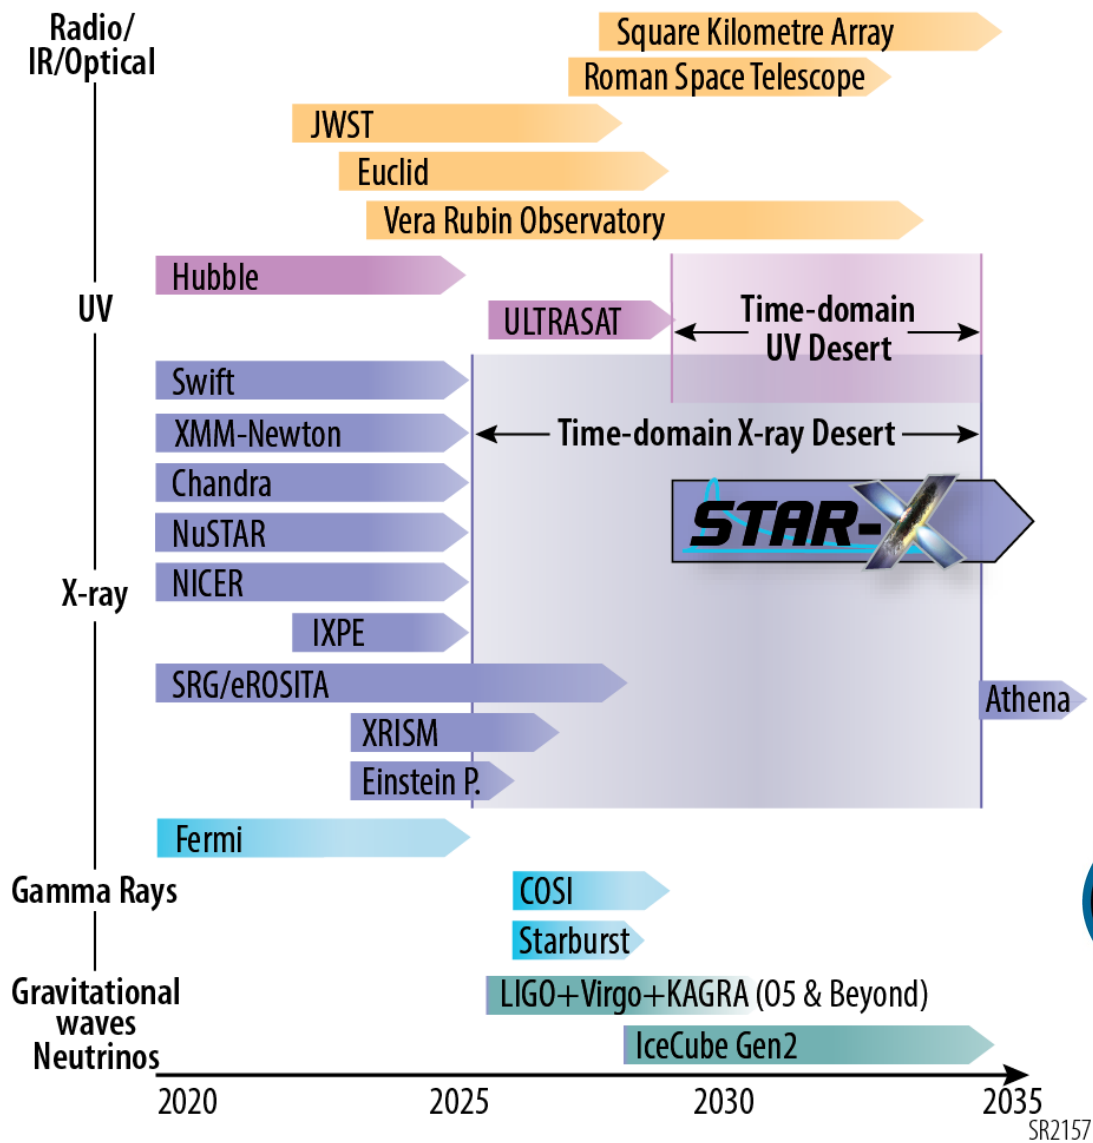 Radio/
IR/Optical
Square Kilometre Array
Roman Space Telescope
JWST
Euclid
Vera Rubin Observatory
Hubble
UV
ULTRASAT
Time-domain
UV Desert
Swift
XMM-Newton
Time-domain X-ray Desert
Chandra
STAR-X
NuSTAR
NICER
X-ray
IXPE
SRG/eROSITA
Athena
XRISM
Einstein P.
Fermi
Gamma Rays
COSI
Starburst
Gravitational
waves
Neutrinos
LIGO+Virgo+KAGRA (O5 & Beyond)
IceCube Gen2
2020 2025 2030 2035
SR2157